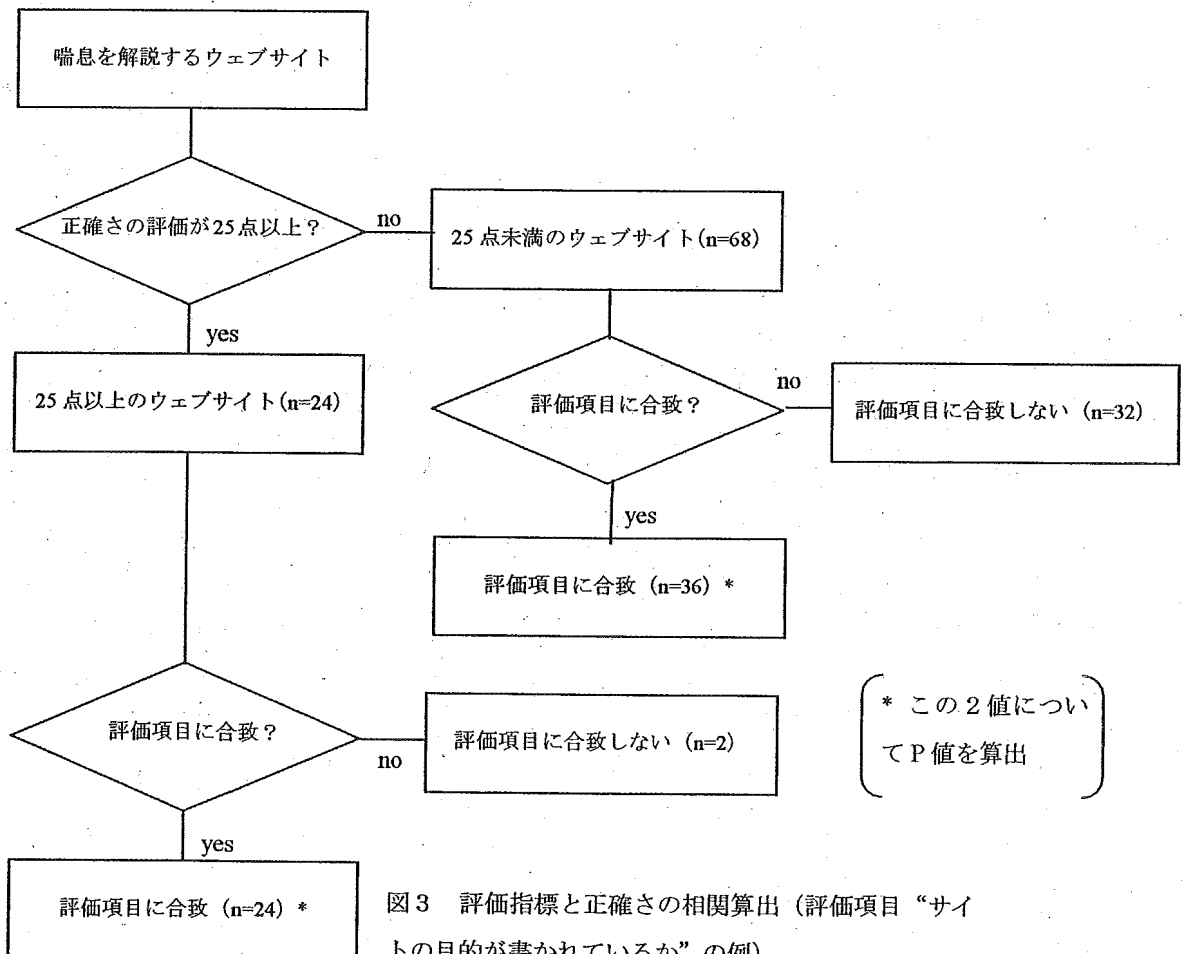 喘息を解説するウェブサイト
正確さの評価が25点以上？
no
25点未満のウェブサイト(n=68)
yes
25点以上のウェブサイト(n=24)
評価項目に合致？
no
評価項目に合致しない（n=32）
yes
評価項目に合致（n=36）*
評価項目に合致？
no
評価項目に合致しない（n=2）
* この２値につい
てＰ値を算出
yes
評価項目に合致（n=24）*
図３　評価指標と正確さの相関算出（評価項目“サイ
トの目的が書かれているか”の例）